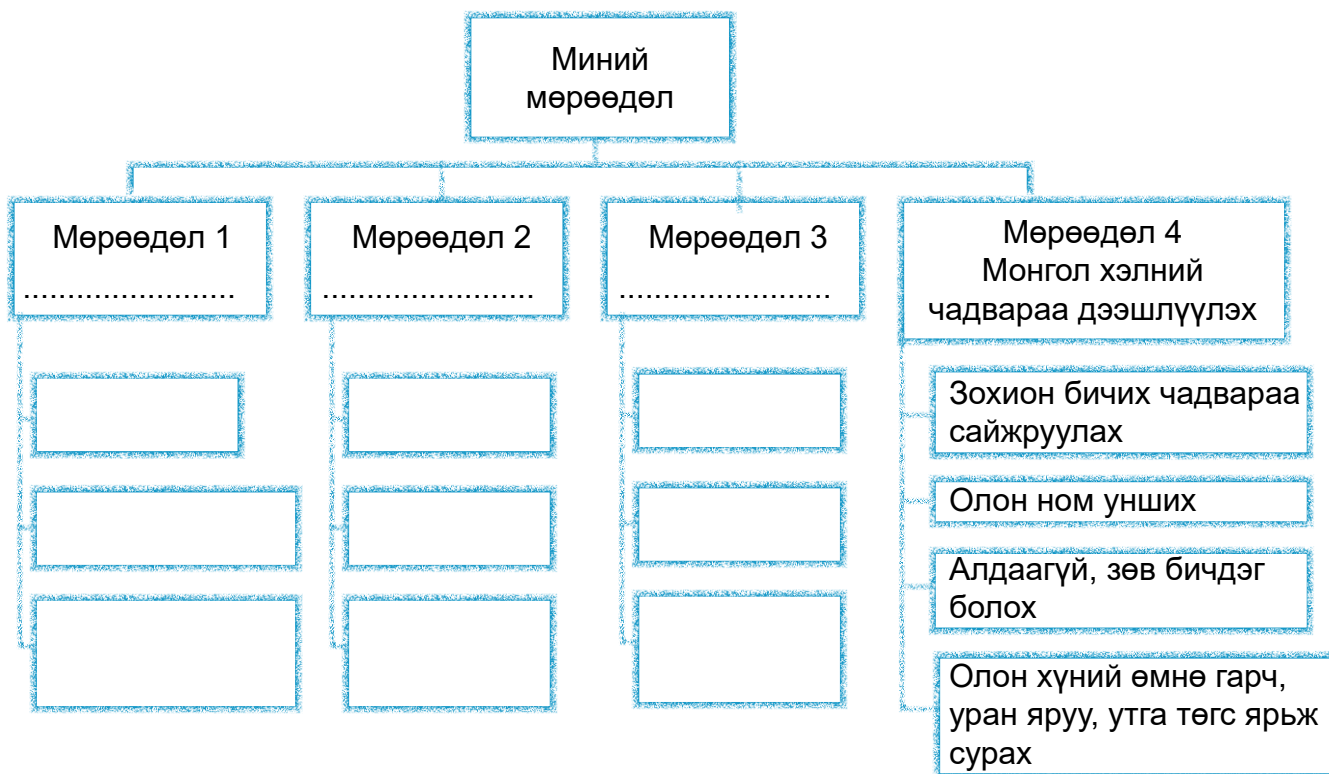 Миний
мөрөөдөл
Мөрөөдөл 1
........................
Мөрөөдөл 2
........................
Мөрөөдөл 3
........................
Мөрөөдөл 4
Монгол хэлний
чадвараа дээшлүүлэх
Зохион бичих чадвараа
сайжруулах
Олон ном унших
Алдаагүй, зөв бичдэг
болох
Олон хүний өмнө гарч,
уран яруу, утга төгс ярьж
сурах